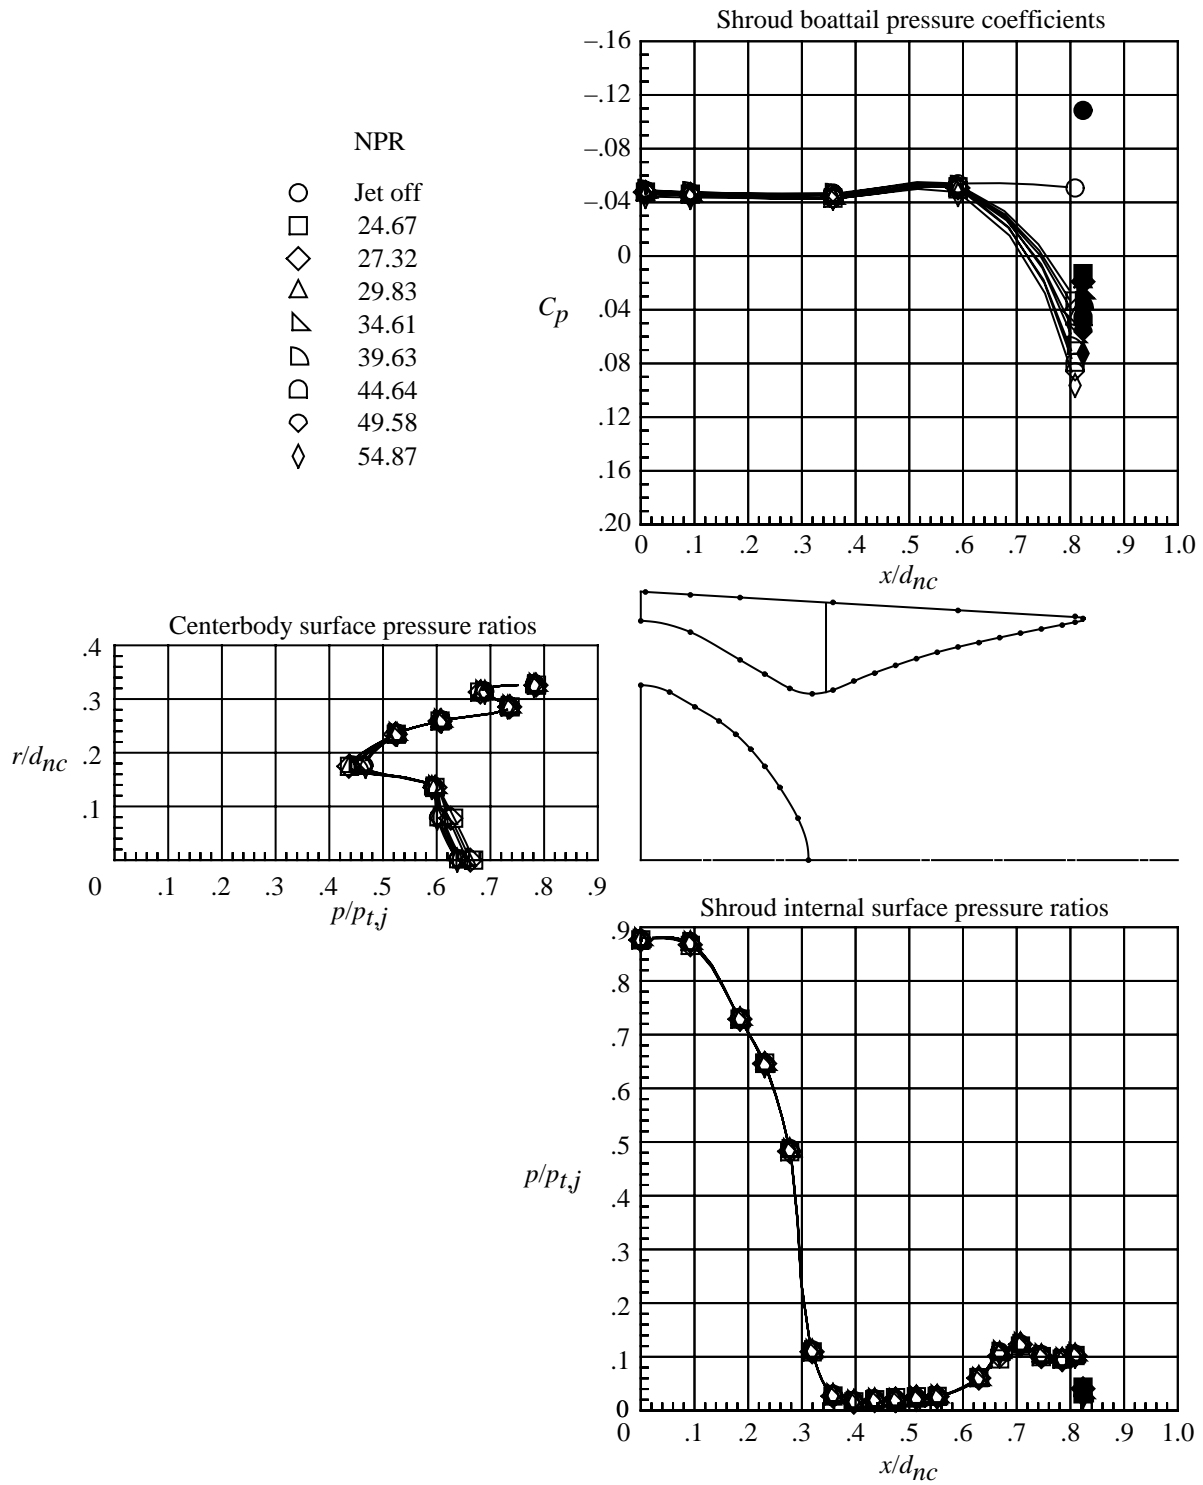 Shroud boattail pressure coefficients
–.16
–.12
–.08
–.04
0
.04
.08
.12
.16
.20
C_p
0 .1 .2 .3 .4 .5 .6 .7 .8 .9 1.0
x/d_nc
NPR
Jet off
24.67
27.32
29.83
34.61
39.63
44.64
49.58
54.87
Centerbody surface pressure ratios
.4
.3
.2
.1
r/d_nc
0 .1 .2 .3 .4 .5 .6 .7 .8 .9
p/p_t,j
Shroud internal surface pressure ratios
.9
.8
.7
.6
.5
.4
.3
.2
.1
0
p/p_t,j
0 .1 .2 .3 .4 .5 .6 .7 .8 .9 1.0
x/d_nc